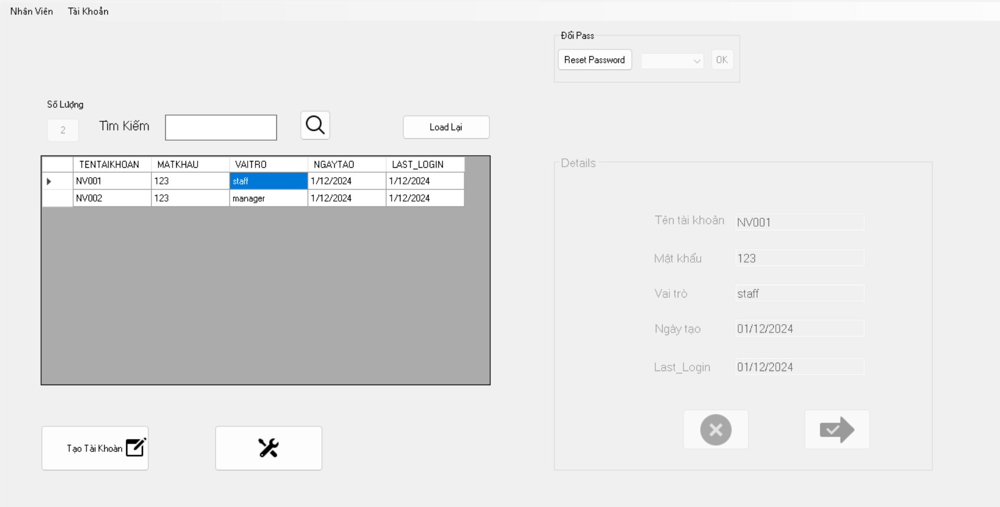 Nhân Viên Tài Khoản
Đổi Pass
Reset Password OK
Số Lượng
2 Tìm Kiếm Load Lại
TENTAIKHOAN MATKHAU VAITRO NGAYTAO LAST_LOGIN
NV001 123 staff 1/12/2024 1/12/2024
NV002 123 manager 1/12/2024 1/12/2024
Details
Tên tài khoản NV001
Mật khẩu 123
Vai trò staff
Ngày tạo 01/12/2024
Last_Login 01/12/2024
Tạo Tài Khoàn